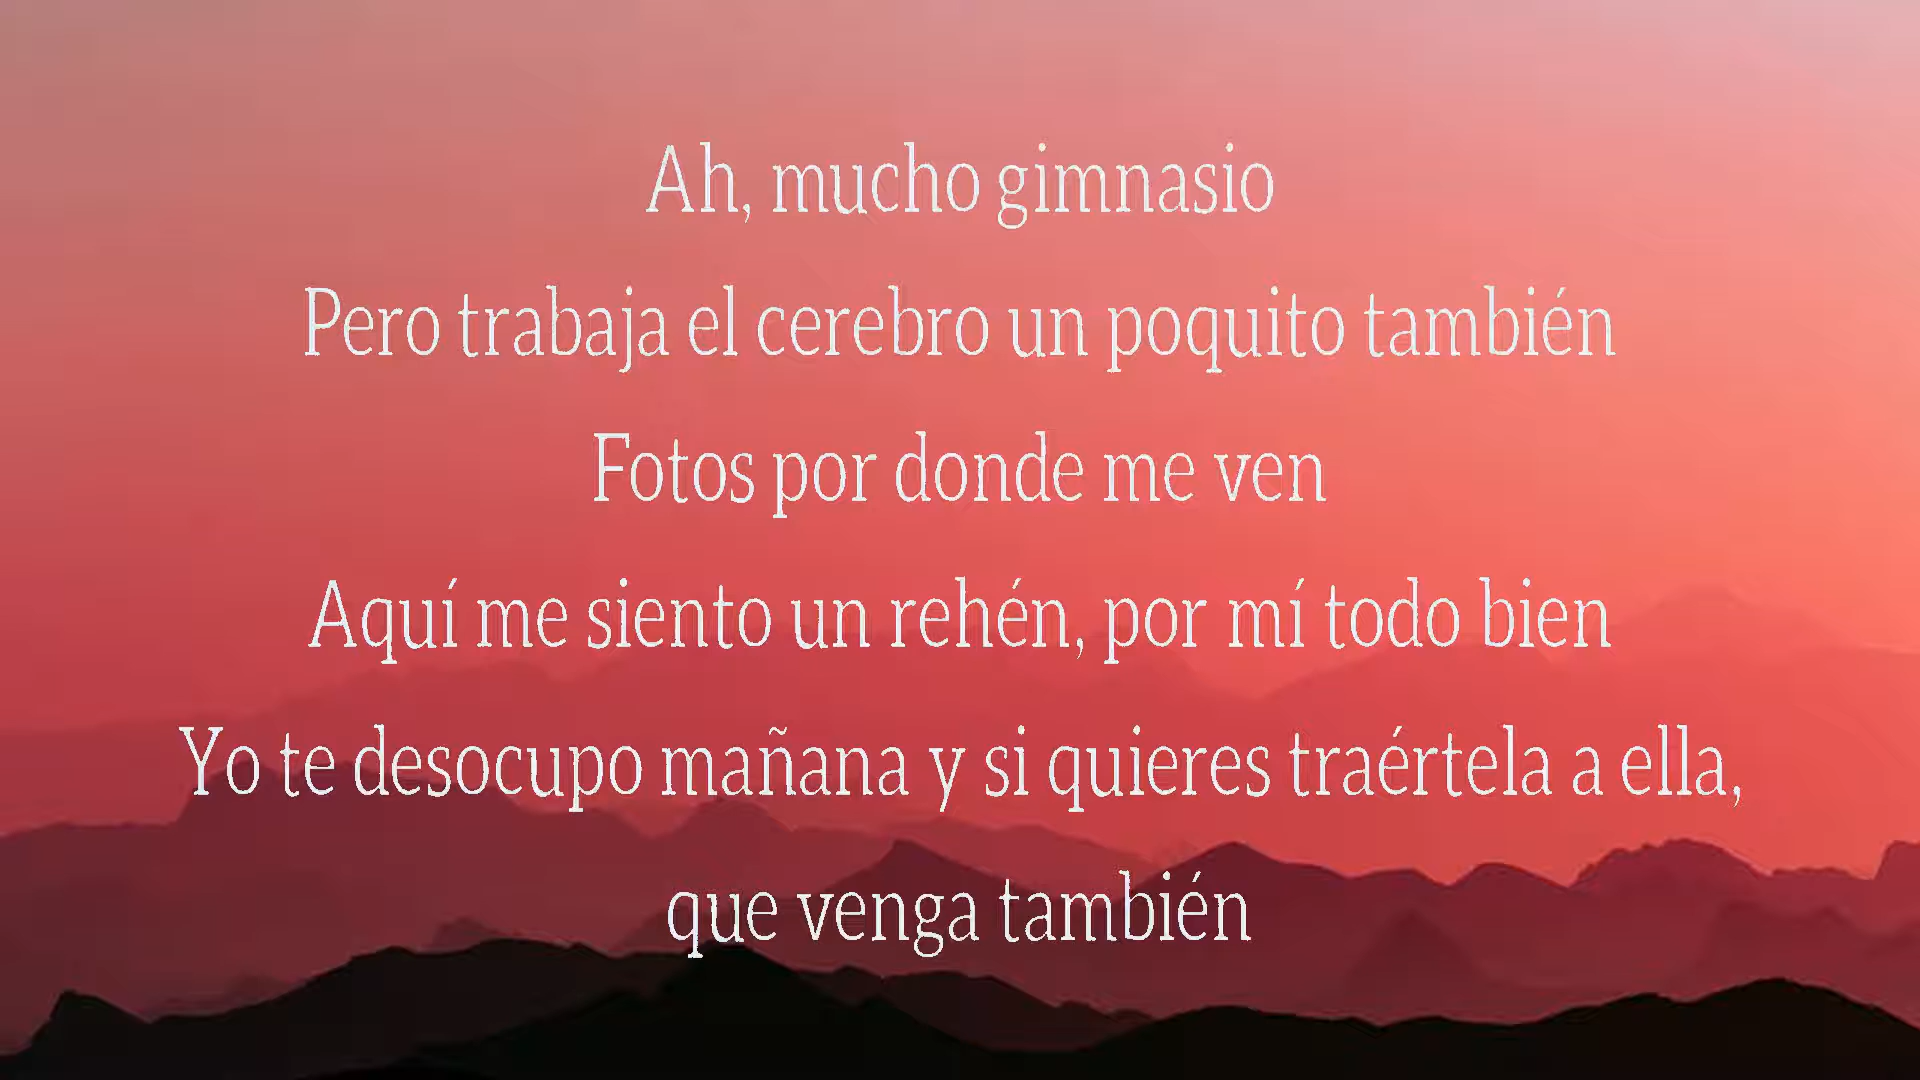 Ah, mucho gimnasio
Pero trabaja el cerebro un poquito también
Fotos por donde me ven
Aquí me siento un rehén, por mí todo bien
Yo te desocupo mañana y si quieres traértela a ella,
que venga también